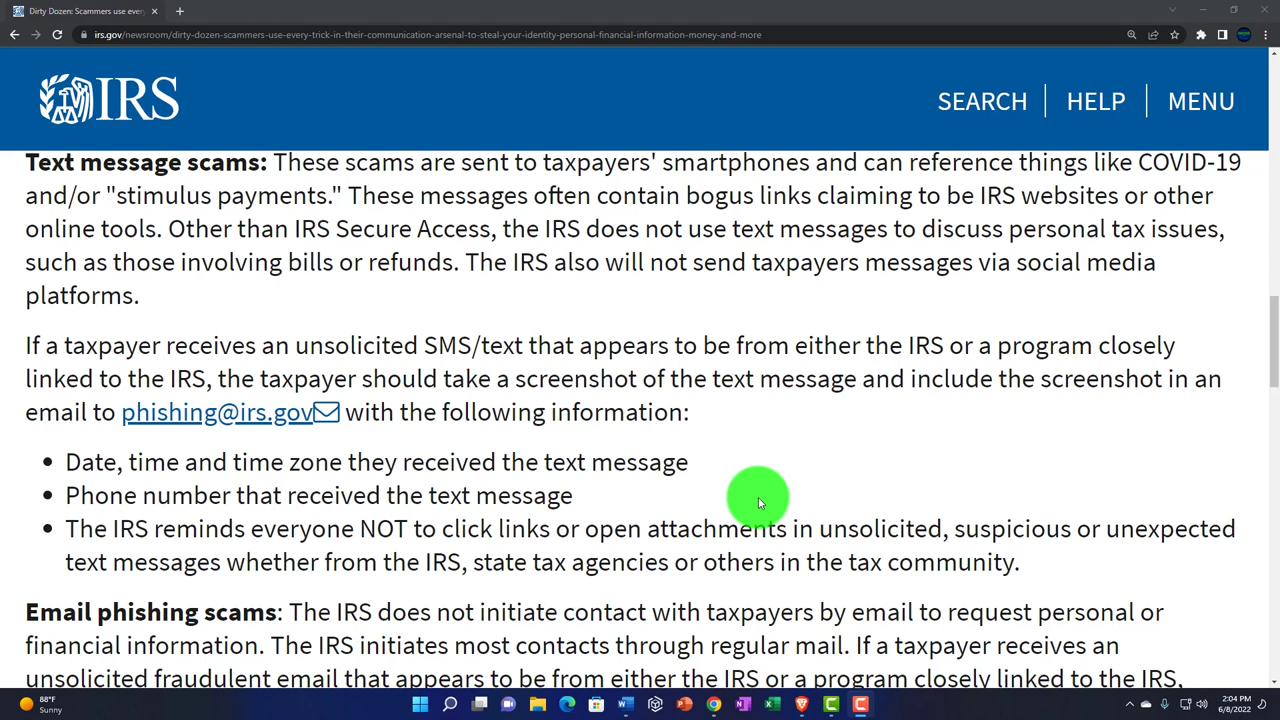 Dirty Dozen: Scammers use every
irs.gov/newsroom/dirty-dozen-scammers-use-every-trick-in-their-communication-arsenal-to-steal-your-identity-personal-financial-information-money-and-more
IRS
SEARCH HELP MENU
Text message scams: These scams are sent to taxpayers' smartphones and can reference things like COVID-19
and/or "stimulus payments." These messages often contain bogus links claiming to be IRS websites or other
online tools. Other than IRS Secure Access, the IRS does not use text messages to discuss personal tax issues,
such as those involving bills or refunds. The IRS also will not send taxpayers messages via social media
platforms.
If a taxpayer receives an unsolicited SMS/text that appears to be from either the IRS or a program closely
linked to the IRS, the taxpayer should take a screenshot of the text message and include the screenshot in an
email to phishing@irs.gov with the following information:
• Date, time and time zone they received the text message
• Phone number that received the text message
• The IRS reminds everyone NOT to click links or open attachments in unsolicited, suspicious or unexpected
text messages whether from the IRS, state tax agencies or others in the tax community.
Email phishing scams: The IRS does not initiate contact with taxpayers by email to request personal or
financial information. The IRS initiates most contacts through regular mail. If a taxpayer receives an
unsolicited fraudulent email that appears to be from either the IRS or a program closely linked to the IRS,
88°F
Sunny
2:04 PM
6/8/2022